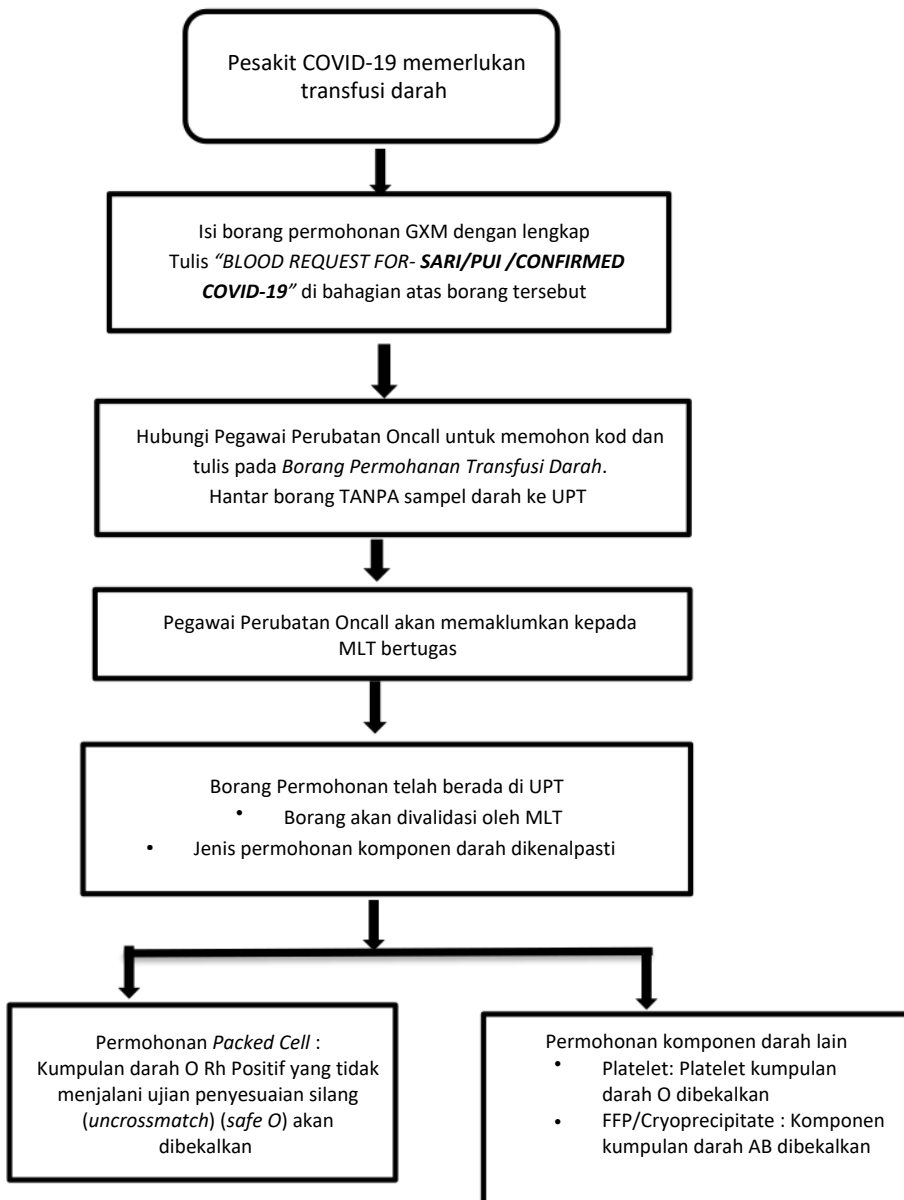 Pesakit COVID-19 memerlukan
transfusi darah
Isi borang permohonan GXM dengan lengkap
Tulis “BLOOD REQUEST FOR- SARI/PUI /CONFIRMED
COVID-19” di bahagian atas borang tersebut
Hubungi Pegawai Perubatan Oncall untuk memohon kod dan
tulis pada Borang Permohanan Transfusi Darah.
Hantar borang TANPA sampel darah ke UPT
Pegawai Perubatan Oncall akan memaklumkan kepada
MLT bertugas
Borang Permohonan telah berada di UPT
• Borang akan divalidasi oleh MLT
• Jenis permohonan komponen darah dikenalpasti
Permohonan Packed Cell :
Kumpulan darah O Rh Positif yang tidak
menjalani ujian penyesuaian silang
(uncrossmatch) (safe O) akan
dibekalkan
Permohonan komponen darah lain
• Platelet: Platelet kumpulan
darah O dibekalkan
• FFP/Cryoprecipitate : Komponen
kumpulan darah AB dibekalkan